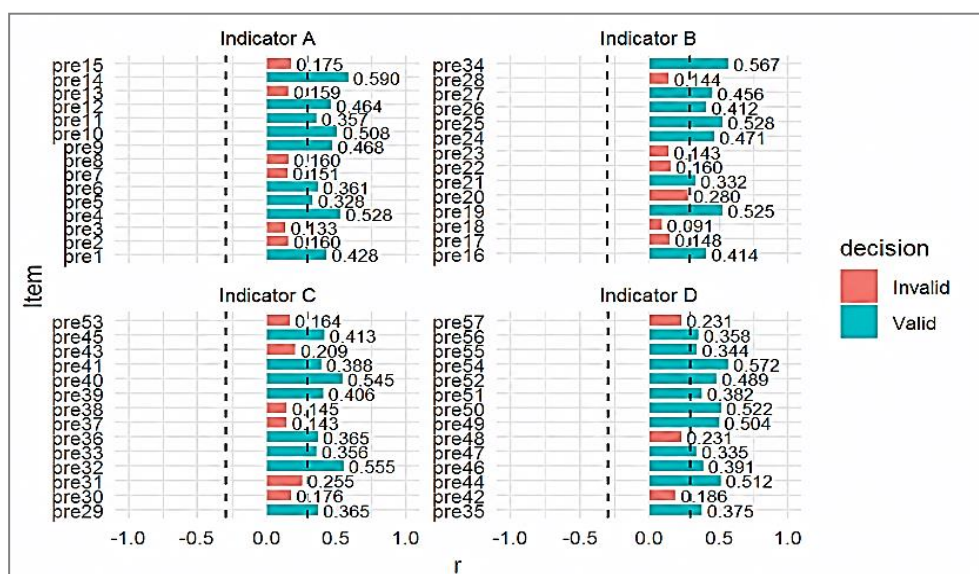 Indicator A
pre15 0.175
pre14 0.590
pre13 0.159
pre12 0.464
pre11 0.357
pre10 0.508
pre9 0.468
pre8 0.160
pre7 0.151
pre6 0.361
pre5 0.328
pre4 0.528
pre3 0.133
pre2 0.160
pre1 0.428
Indicator B
pre34 0.567
pre28 0.144
pre27 0.456
pre26 0.412
pre25 0.528
pre24 0.471
pre23 0.143
pre22 0.160
pre21 0.332
pre20 0.280
pre19 0.525
pre18 0.091
pre17 0.148
pre16 0.414
Item
Indicator C
pre53 0.164
pre45 0.413
pre43 0.209
pre41 0.388
pre40 0.545
pre39 0.406
pre38 0.145
pre37 0.143
pre36 0.365
pre33 0.356
pre32 0.555
pre31 0.255
pre30 0.176
pre29 0.365
Indicator D
pre57 0.231
pre56 0.358
pre55 0.344
pre54 0.572
pre52 0.489
pre51 0.382
pre50 0.522
pre49 0.504
pre48 0.231
pre47 0.335
pre46 0.391
pre44 0.512
pre42 0.186
pre35 0.375
-1.0 -0.5 0.0 0.5 1.0 -1.0 -0.5 0.0 0.5 1.0
r
decision
Invalid
Valid